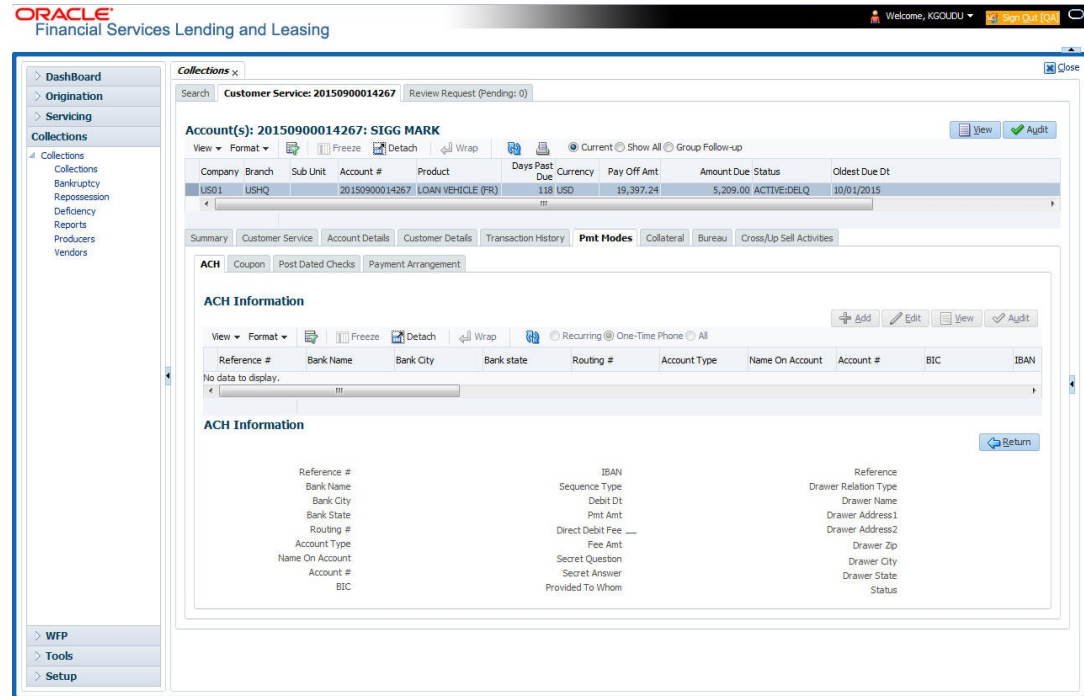 ORACLE
Financial Services Lending and Leasing
Welcome, KGOUDU
Sign Out [QA]
Close
DashBoard
Origination
Servicing
Collections
Collections
Collections
Bankruptcy
Repossession
Deficiency
Reports
Producers
Vendors
WFP
Tools
Setup
Collections x
Search Customer Service: 20150900014267 Review Request (Pending: 0)
Account(s): 20150900014267: SIGG MARK
View Audit
View Format Freeze Detach Wrap Current Show All Group Follow-up
Company Branch Sub Unit Account # Product Days Past Due Currency Pay Off Amt Amount Due Status Oldest Due Dt
US01 USHQ 20150900014267 LOAN VEHICLE (FR) 118 USD 19,397.24 5,209.00 ACTIVE:DELQ 10/01/2015
Summary Customer Service Account Details Customer Details Transaction History Pmt Modes Collateral Bureau Cross/Up Sell Activities
ACH Coupon Post Dated Checks Payment Arrangement
ACH Information
Add Edit View Audit
View Format Freeze Detach Wrap Recurring One-Time Phone All
Reference # Bank Name Bank City Bank state Routing # Account Type Name On Account Account # BIC IBAN
No data to display.
ACH Information
Return
Reference # IBAN Reference
Bank Name Sequence Type Drawer Relation Type
Bank City Debit Dt Drawer Name
Bank State Pmt Amt Drawer Address1
Routing # Direct Debit Fee Drawer Address2
Account Type Fee Amt Drawer Zip
Name On Account Secret Question Drawer City
Account # Secret Answer Drawer State
BIC Provided To Whom Status